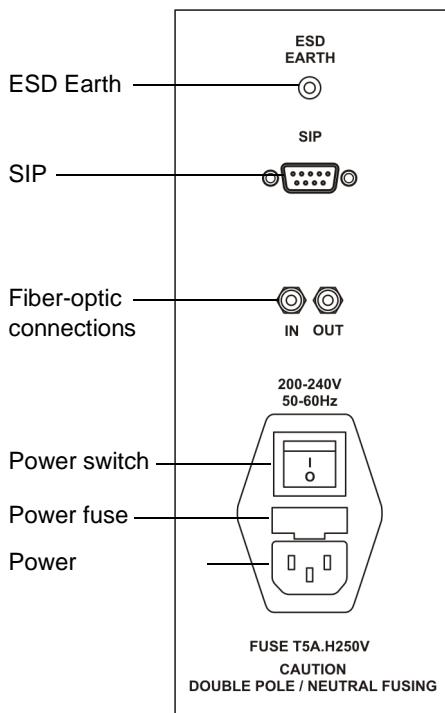 ESD
EARTH
ESD Earth
SIP
SIP
Fiber-optic
connections
IN OUT
200-240V
50-60Hz
Power switch
I
O
Power fuse
Power
FUSE T5A.H250V
CAUTION
DOUBLE POLE / NEUTRAL FUSING